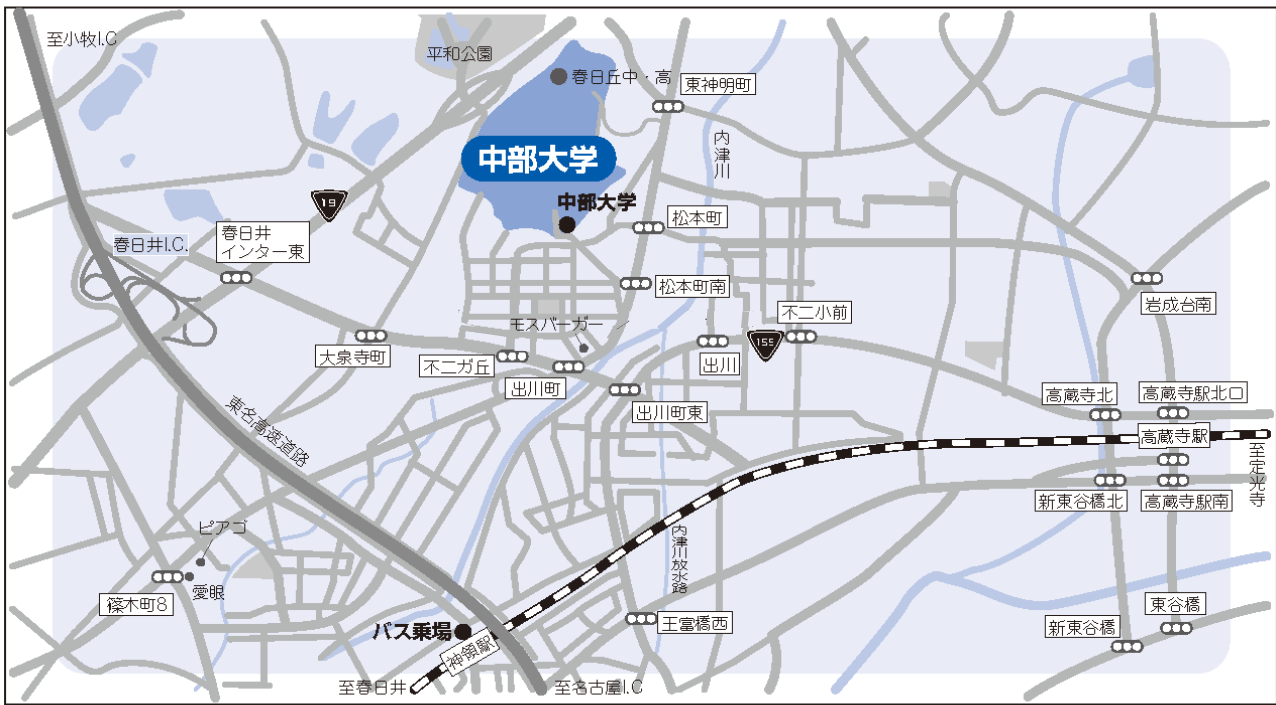 至小牧I.C
平和公園
春日丘中・高
東神明町
内津川
中部大学
19
中部大学
松本町
春日井I.C.
春日井
インター東
松本町南
岩成台南
モスバーガー
不二小前
155
大泉寺町
不二ガ丘
出川町
出川
出川町東
高蔵寺北
高蔵寺駅北口
高蔵寺駅
至定光寺
東名高速道路
新東谷橋北
高蔵寺駅南
ピアゴ
愛眼
篠木町8
内津川放水路
バス乗場
神領駅
王富橋西
東谷橋
新東谷橋
至春日井
至名古屋I.C